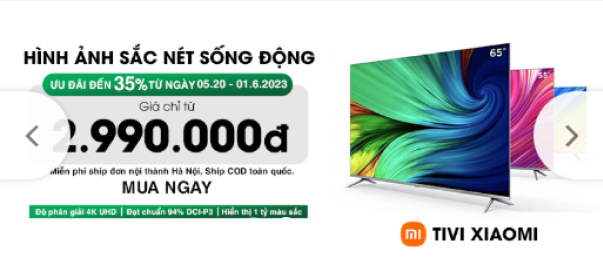 HÌNH ẢNH SẮC NÉT SỐNG ĐỘNG
ƯU ĐÃI ĐẾN 35% TỪ NGÀY 05.20 - 01.6.2023
Giá chỉ từ
2.990.000đ
Miễn phí ship đơn nội thành Hà Nội, Ship COD toàn quốc.
MUA NGAY
Độ phân giải 4K UHD | Đạt chuẩn 94% DCI-P3 | Hiển thị 1 tỷ màu sắc
65"
55"
mi TIVI XIAOMI